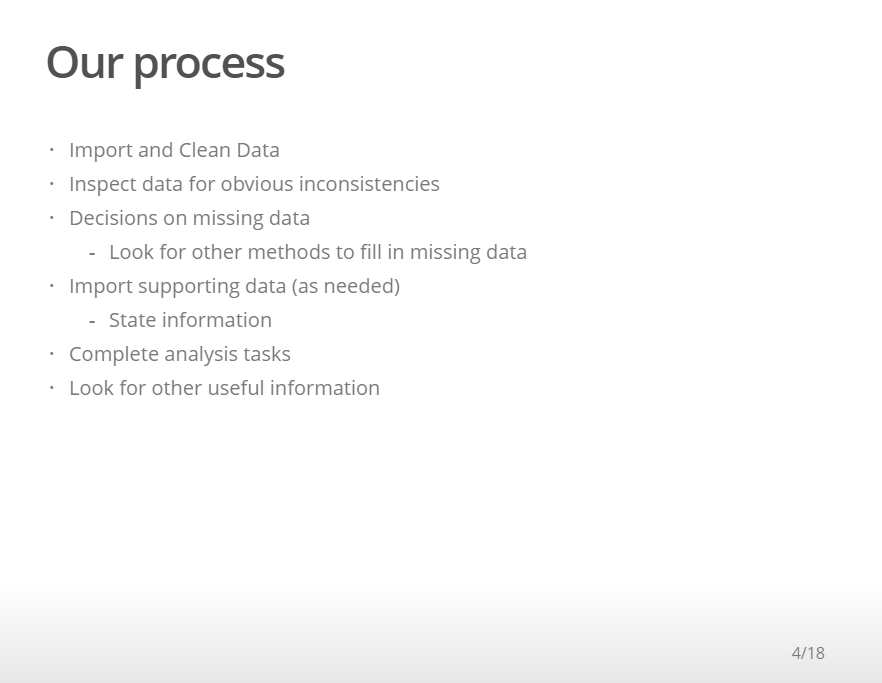 Our process
· Import and Clean Data
· Inspect data for obvious inconsistencies
· Decisions on missing data
- Look for other methods to fill in missing data
· Import supporting data (as needed)
- State information
· Complete analysis tasks
· Look for other useful information
4/18